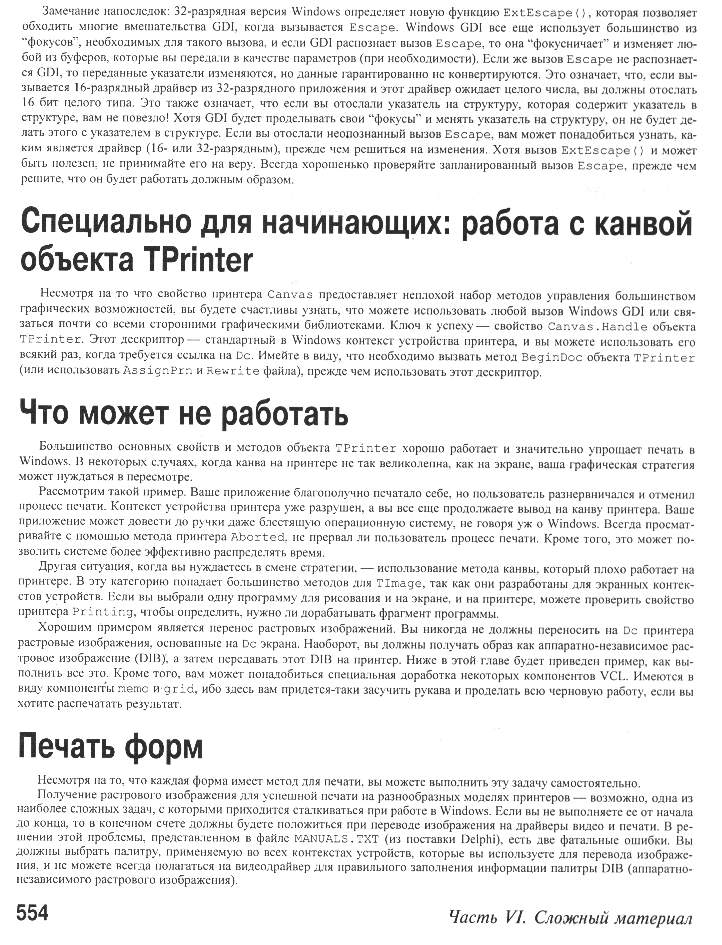 Замечание напоследок: 32-разрядная версия Windows определяет новую функцию ExtEscape(), которая позволяет
обходить многие вмешательства GDI, когда вызывается Escape. Windows GDI все еще использует большинство из
“фокусов”, необходимых для такого вызова, и если GDI распознает вызов Escape, то она “фокусничает” и изменяет лю-
бой из буферов, которые вы передали в качестве параметров (при необходимости). Если же вызов Escape не распознает-
ся GDI, то переданные указатели изменяются, но данные гарантированно не конвертируются. Это означает, что, если вы-
зывается 16-разрядный драйвер из 32-разрядного приложения и этот драйвер ожидает целого числа, вы должны отослать
16 бит целого типа. Это также означает, что если вы отослали указатель на структуру, которая содержит указатель в
структуре, вам не повезло! Хотя GDI будет проделывать свои “фокусы” и менять указатель на структуру, он не будет де-
лать этого с указателем в структуре. Если вы отослали неопознанный вызов Escape, вам может понадобиться узнать, ка-
ким является драйвер (16- или 32-разрядным), прежде чем решиться на изменения. Хотя вызов ExtEscape() и может
быть полезен, не принимайте его на веру. Всегда хорошенько проверяйте запланированный вызов Escape, прежде чем
решите, что он будет работать должным образом.
Специально для начинающих: работа с канвой
объекта TPrinter
Несмотря на то что свойство принтера Canvas предоставляет неплохой набор методов управления большинством
графических возможностей, вы будете счастливы узнать, что можете использовать любой вызов Windows GDI или свя-
заться почти со всеми сторонними графическими библиотеками. Ключ к успеху — свойство Canvas.Handle объекта
TPrinter. Этот дескриптор — стандартный в Windows контекст устройства принтера, и вы можете использовать его
всякий раз, когда требуется ссылка на Dc. Имейте в виду, что необходимо вызвать метод BeginDoc объекта TPrinter
(или использовать AssignPrn и Rewrite файла), прежде чем использовать этот дескриптор.
Что может не работать
Большинство основных свойств и методов объекта TPrinter хорошо работает и значительно упрощает печать в
Windows. В некоторых случаях, когда канва на принтере не так великолепна, как на экране, ваша графическая стратегия
может нуждаться в пересмотре.
Рассмотрим такой пример. Ваше приложение благополучно печатало себе, но пользователь разнервничался и отменил
процесс печати. Контекст устройства принтера уже разрушен, а вы все еще продолжаете вывод на канву принтера. Ваше
приложение может довести до ручки даже блестящую операционную систему, не говоря уж о Windows. Всегда просмат-
ривайте с помощью метода принтера Aborted, не прервал ли пользователь процесс печати. Кроме того, это может по-
зволить системе более эффективно распределять время.
Другая ситуация, когда вы нуждаетесь в смене стратегии, — использование метода канвы, который плохо работает на
принтере. В эту категорию попадает большинство методов для TImage, так как они разработаны для экранных контек-
стов устройств. Если вы выбрали одну программу для рисования и на экране, и на принтере, можете проверить свойство
принтера Printing, чтобы определить, нужно ли дорабатывать фрагмент программы.
Хорошим примером является перенос растровых изображений. Вы никогда не должны переносить на Dc принтера
растровые изображения, основанные на Dc экрана. Наоборот, вы должны получать образ как аппаратно-независимое рас-
тровое изображение (DIB), а затем передавать этот DIB на принтер. Ниже в этой главе будет приведен пример, как вы-
полнить все это. Кроме того, вам может понадобиться специальная доработка некоторых компонентов VCL. Имеются в
виду компоненты memo и grid, ибо здесь вам придется-таки засучить рукава и проделать всю черновую работу, если вы
хотите распечатать результат.
Печать форм
Несмотря на то, что каждая форма имеет метод для печати, вы можете выполнить эту задачу самостоятельно.
Получение растрового изображения для успешной печати на разнообразных моделях принтеров — возможно, одна из
наиболее сложных задач, с которыми приходится сталкиваться при работе в Windows. Если вы не выполняете ее от начала
до конца, то в конечном счете должны будете положиться при переводе изображения на драйверы видео и печати. В ре-
шении этой проблемы, представленном в файле MANUALS.TXT (из поставки Delphi), есть две фатальные ошибки. Вы
должны выбрать палитру, применяемую во всех контекстах устройств, которые вы используете для перевода изображе-
ния, и не можете всегда полагаться на видеодрайвер для правильного заполнения информации палитры DIB (аппаратно-
независимого растрового изображения).
554
Часть VI. Сложный материал